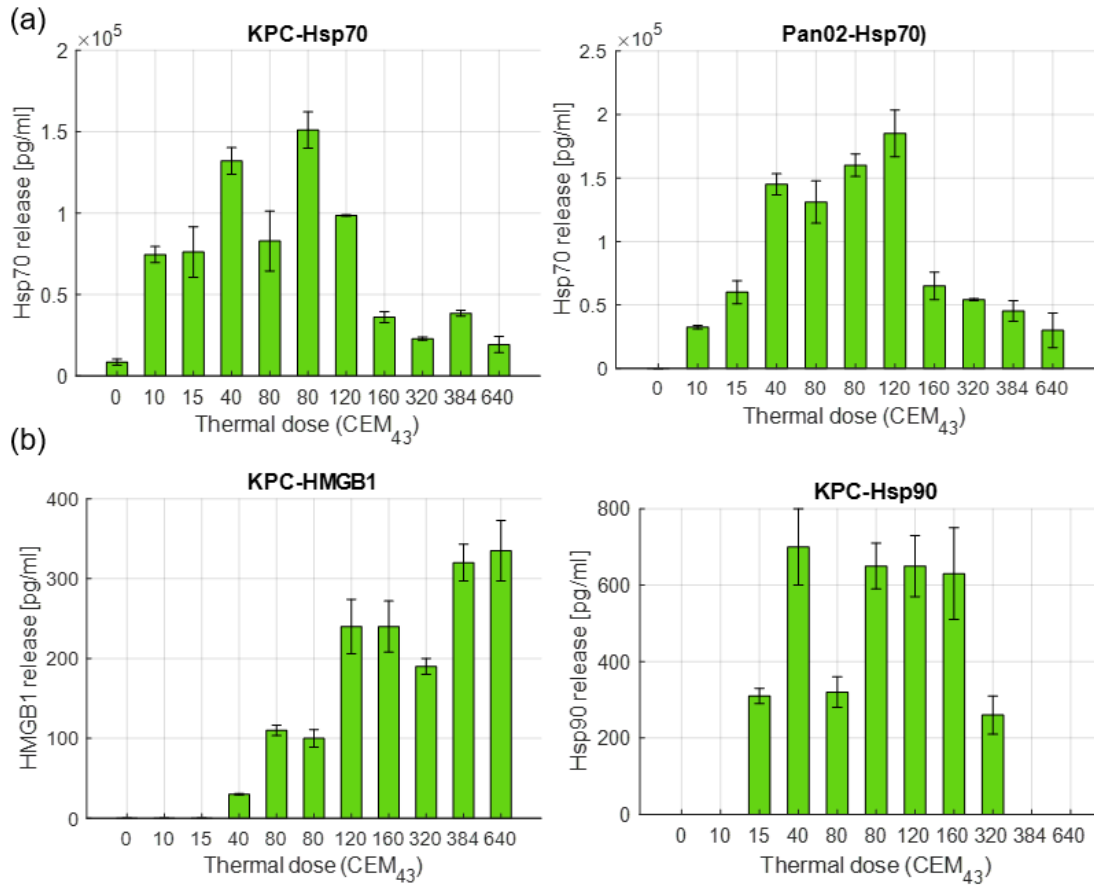 (a)
KPC-Hsp70
×10⁵
Hsp70 release [pg/ml]
2
1.5
1
0.5
0
0 10 15 40 80 80 120 160 320 384 640
Thermal dose (CEM₄₃)
Pan02-Hsp70)
×10⁵
Hsp70 release [pg/ml]
2.5
2
1.5
1
0.5
0
0 10 15 40 80 80 120 160 320 384 640
Thermal dose (CEM₄₃)
(b)
KPC-HMGB1
HMGB1 release [pg/ml]
400
300
200
100
0
0 10 15 40 80 80 120 160 320 384 640
Thermal dose (CEM₄₃)
KPC-Hsp90
Hsp90 release [pg/ml]
800
600
400
200
0
0 10 15 40 80 80 120 160 320 384 640
Thermal dose (CEM₄₃)